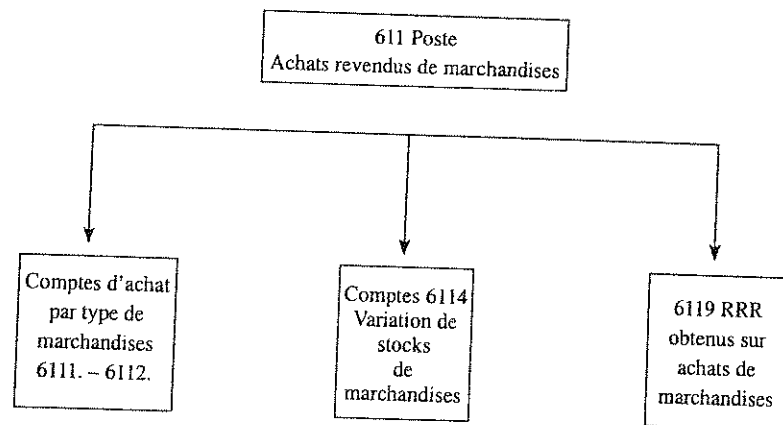 611 Poste
Achats revendus de marchandises
Comptes d'achat
par type de
marchandises
6111. – 6112.
Comptes 6114
Variation de
stocks
de
marchandises
6119 RRR
obtenus sur
achats de
marchandises